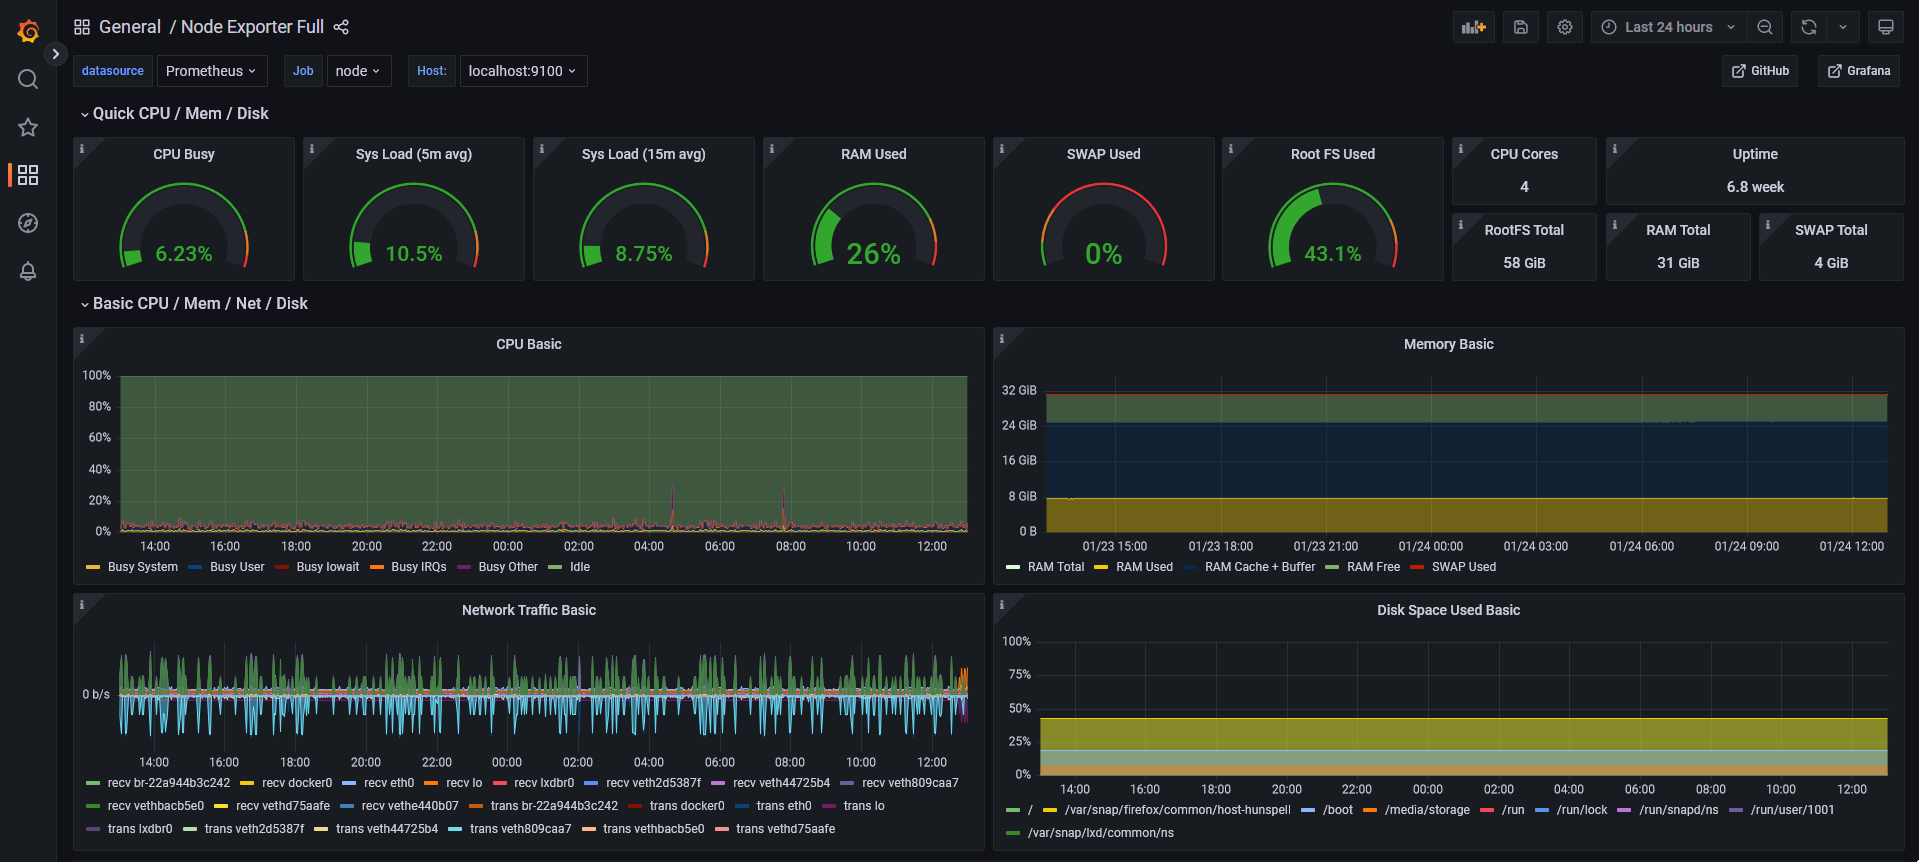 General / Node Exporter Full
Last 24 hours
datasource Prometheus Job node Host: localhost:9100 GitHub Grafana
Quick CPU / Mem / Disk
CPU Busy
6.23%
Sys Load (5m avg)
10.5%
Sys Load (15m avg)
8.75%
RAM Used
26%
SWAP Used
0%
Root FS Used
43.1%
CPU Cores
4
Uptime
6.8 week
RootFS Total
58 GiB
RAM Total
31 GiB
SWAP Total
4 GiB
Basic CPU / Mem / Net / Disk
CPU Basic
100%
80%
60%
40%
20%
0%
14:00 16:00 18:00 20:00 22:00 00:00 02:00 04:00 06:00 08:00 10:00 12:00
Busy System Busy User Busy Iowait Busy IRQs Busy Other Idle
Memory Basic
32 GiB
24 GiB
16 GiB
8 GiB
0 B
01/23 15:00 01/23 18:00 01/23 21:00 01/24 00:00 01/24 03:00 01/24 06:00 01/24 09:00 01/24 12:00
RAM Total RAM Used RAM Cache + Buffer RAM Free SWAP Used
Network Traffic Basic
0 b/s
14:00 16:00 18:00 20:00 22:00 00:00 02:00 04:00 06:00 08:00 10:00 12:00
recv br-22a944b3c242 recv docker0 recv eth0 recv lo recv lxdbr0 recv veth2d5387f recv veth44725b4 recv veth809caa7
recv vethbacb5e0 recv vethd75aafe recv vethe440b07 trans br-22a944b3c242 trans docker0 trans eth0 trans lo
trans lxdbr0 trans veth2d5387f trans veth44725b4 trans veth809caa7 trans vethbacb5e0 trans vethd75aafe
Disk Space Used Basic
100%
75%
50%
25%
0%
14:00 16:00 18:00 20:00 22:00 00:00 02:00 04:00 06:00 08:00 10:00 12:00
/ /var/snap/firefox/common/host-hunspell /boot /media/storage /run /run/lock /run/snapd/ns /run/user/1001
/var/snap/lxd/common/ns